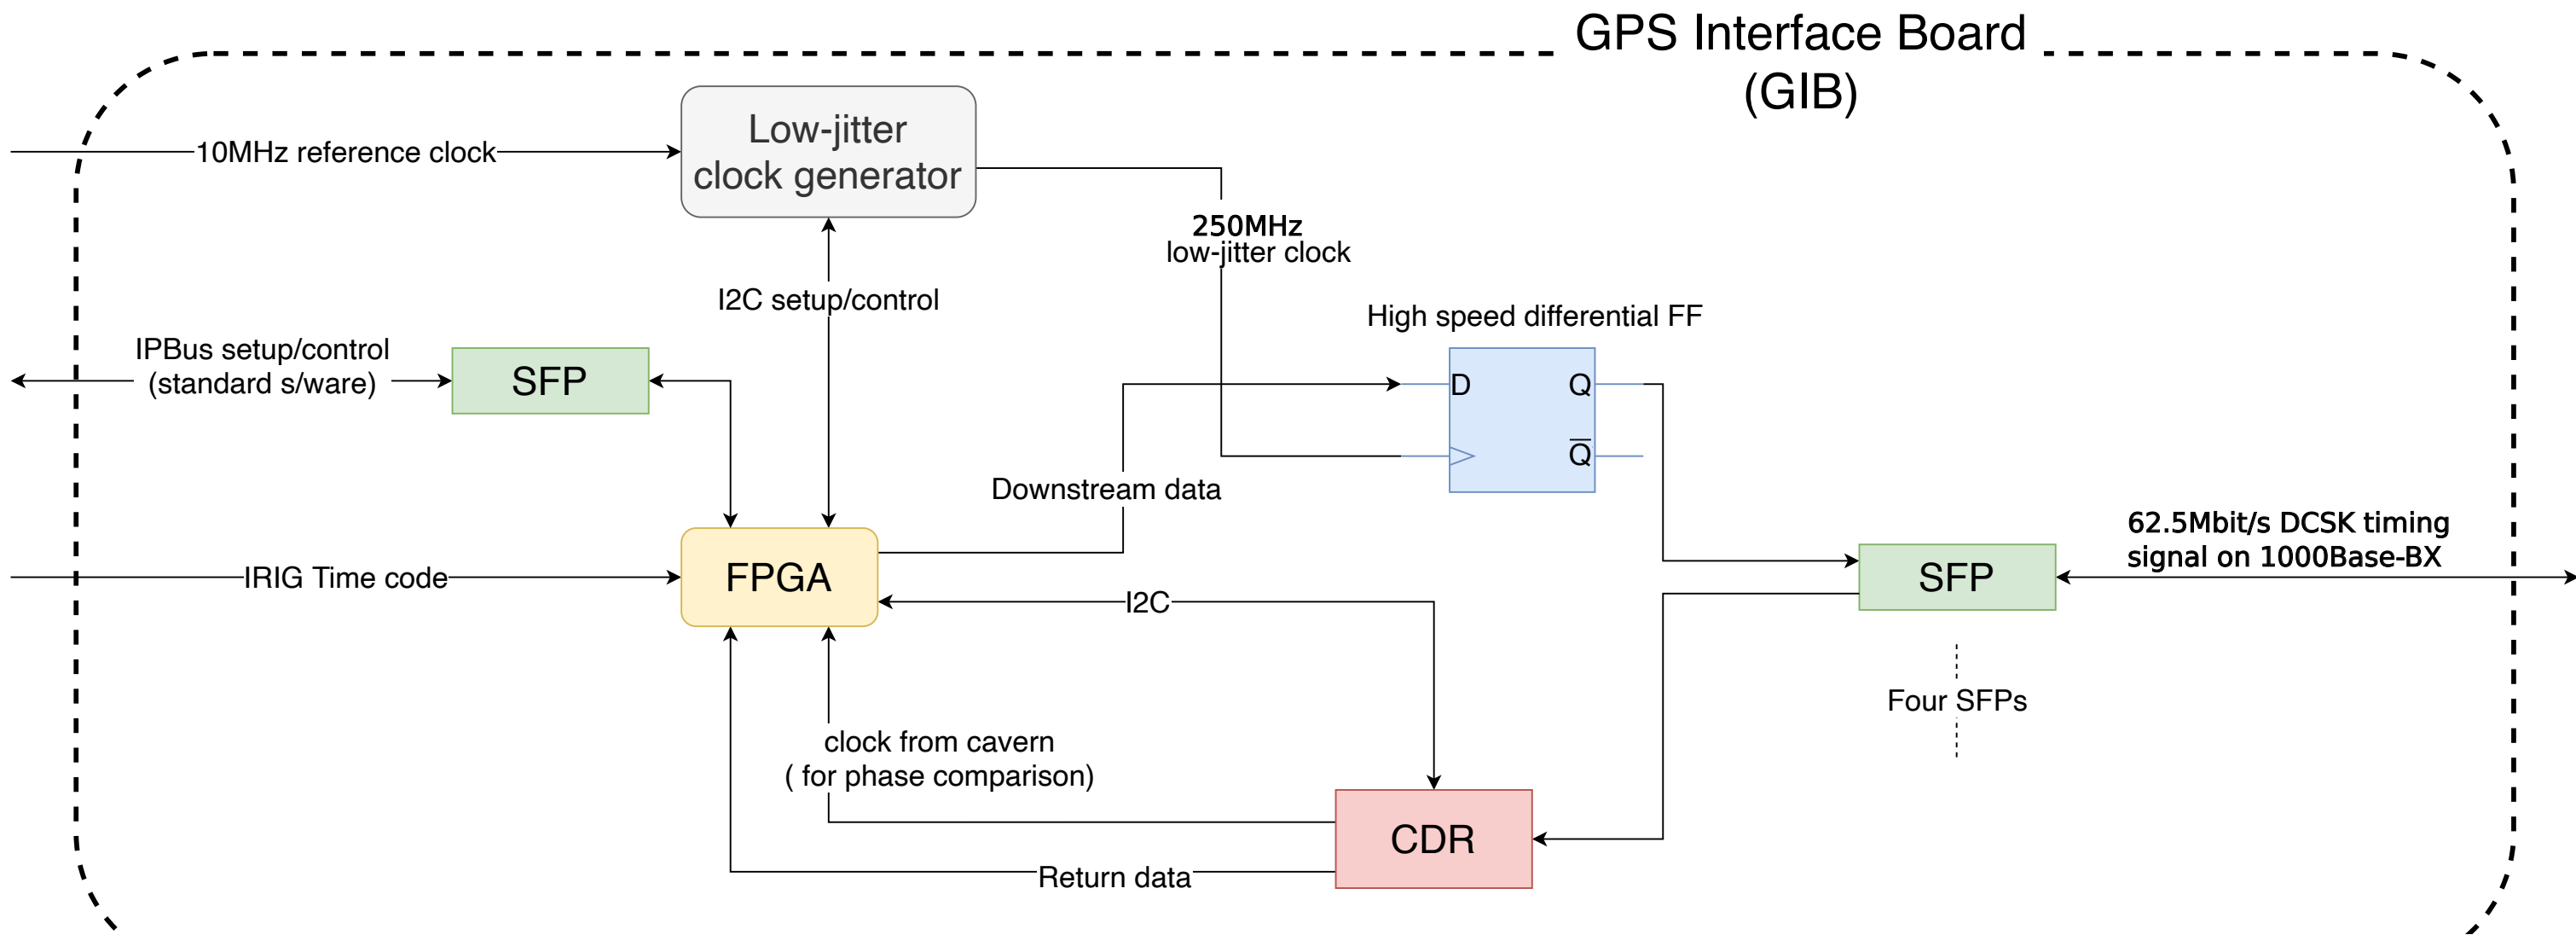 GPS Interface Board
(GIB)
Low-jitter
clock generator
10MHz reference clock
250MHz
low-jitter clock
I2C setup/control
High speed differential FF
IPBus setup/control
(standard s/ware)
SFP
D
Q
Q̅
Downstream data
62.5Mbit/s DCSK timing
signal on 1000Base-BX
IRIG Time code
FPGA
SFP
I2C
Four SFPs
clock from cavern
( for phase comparison)
CDR
Return data